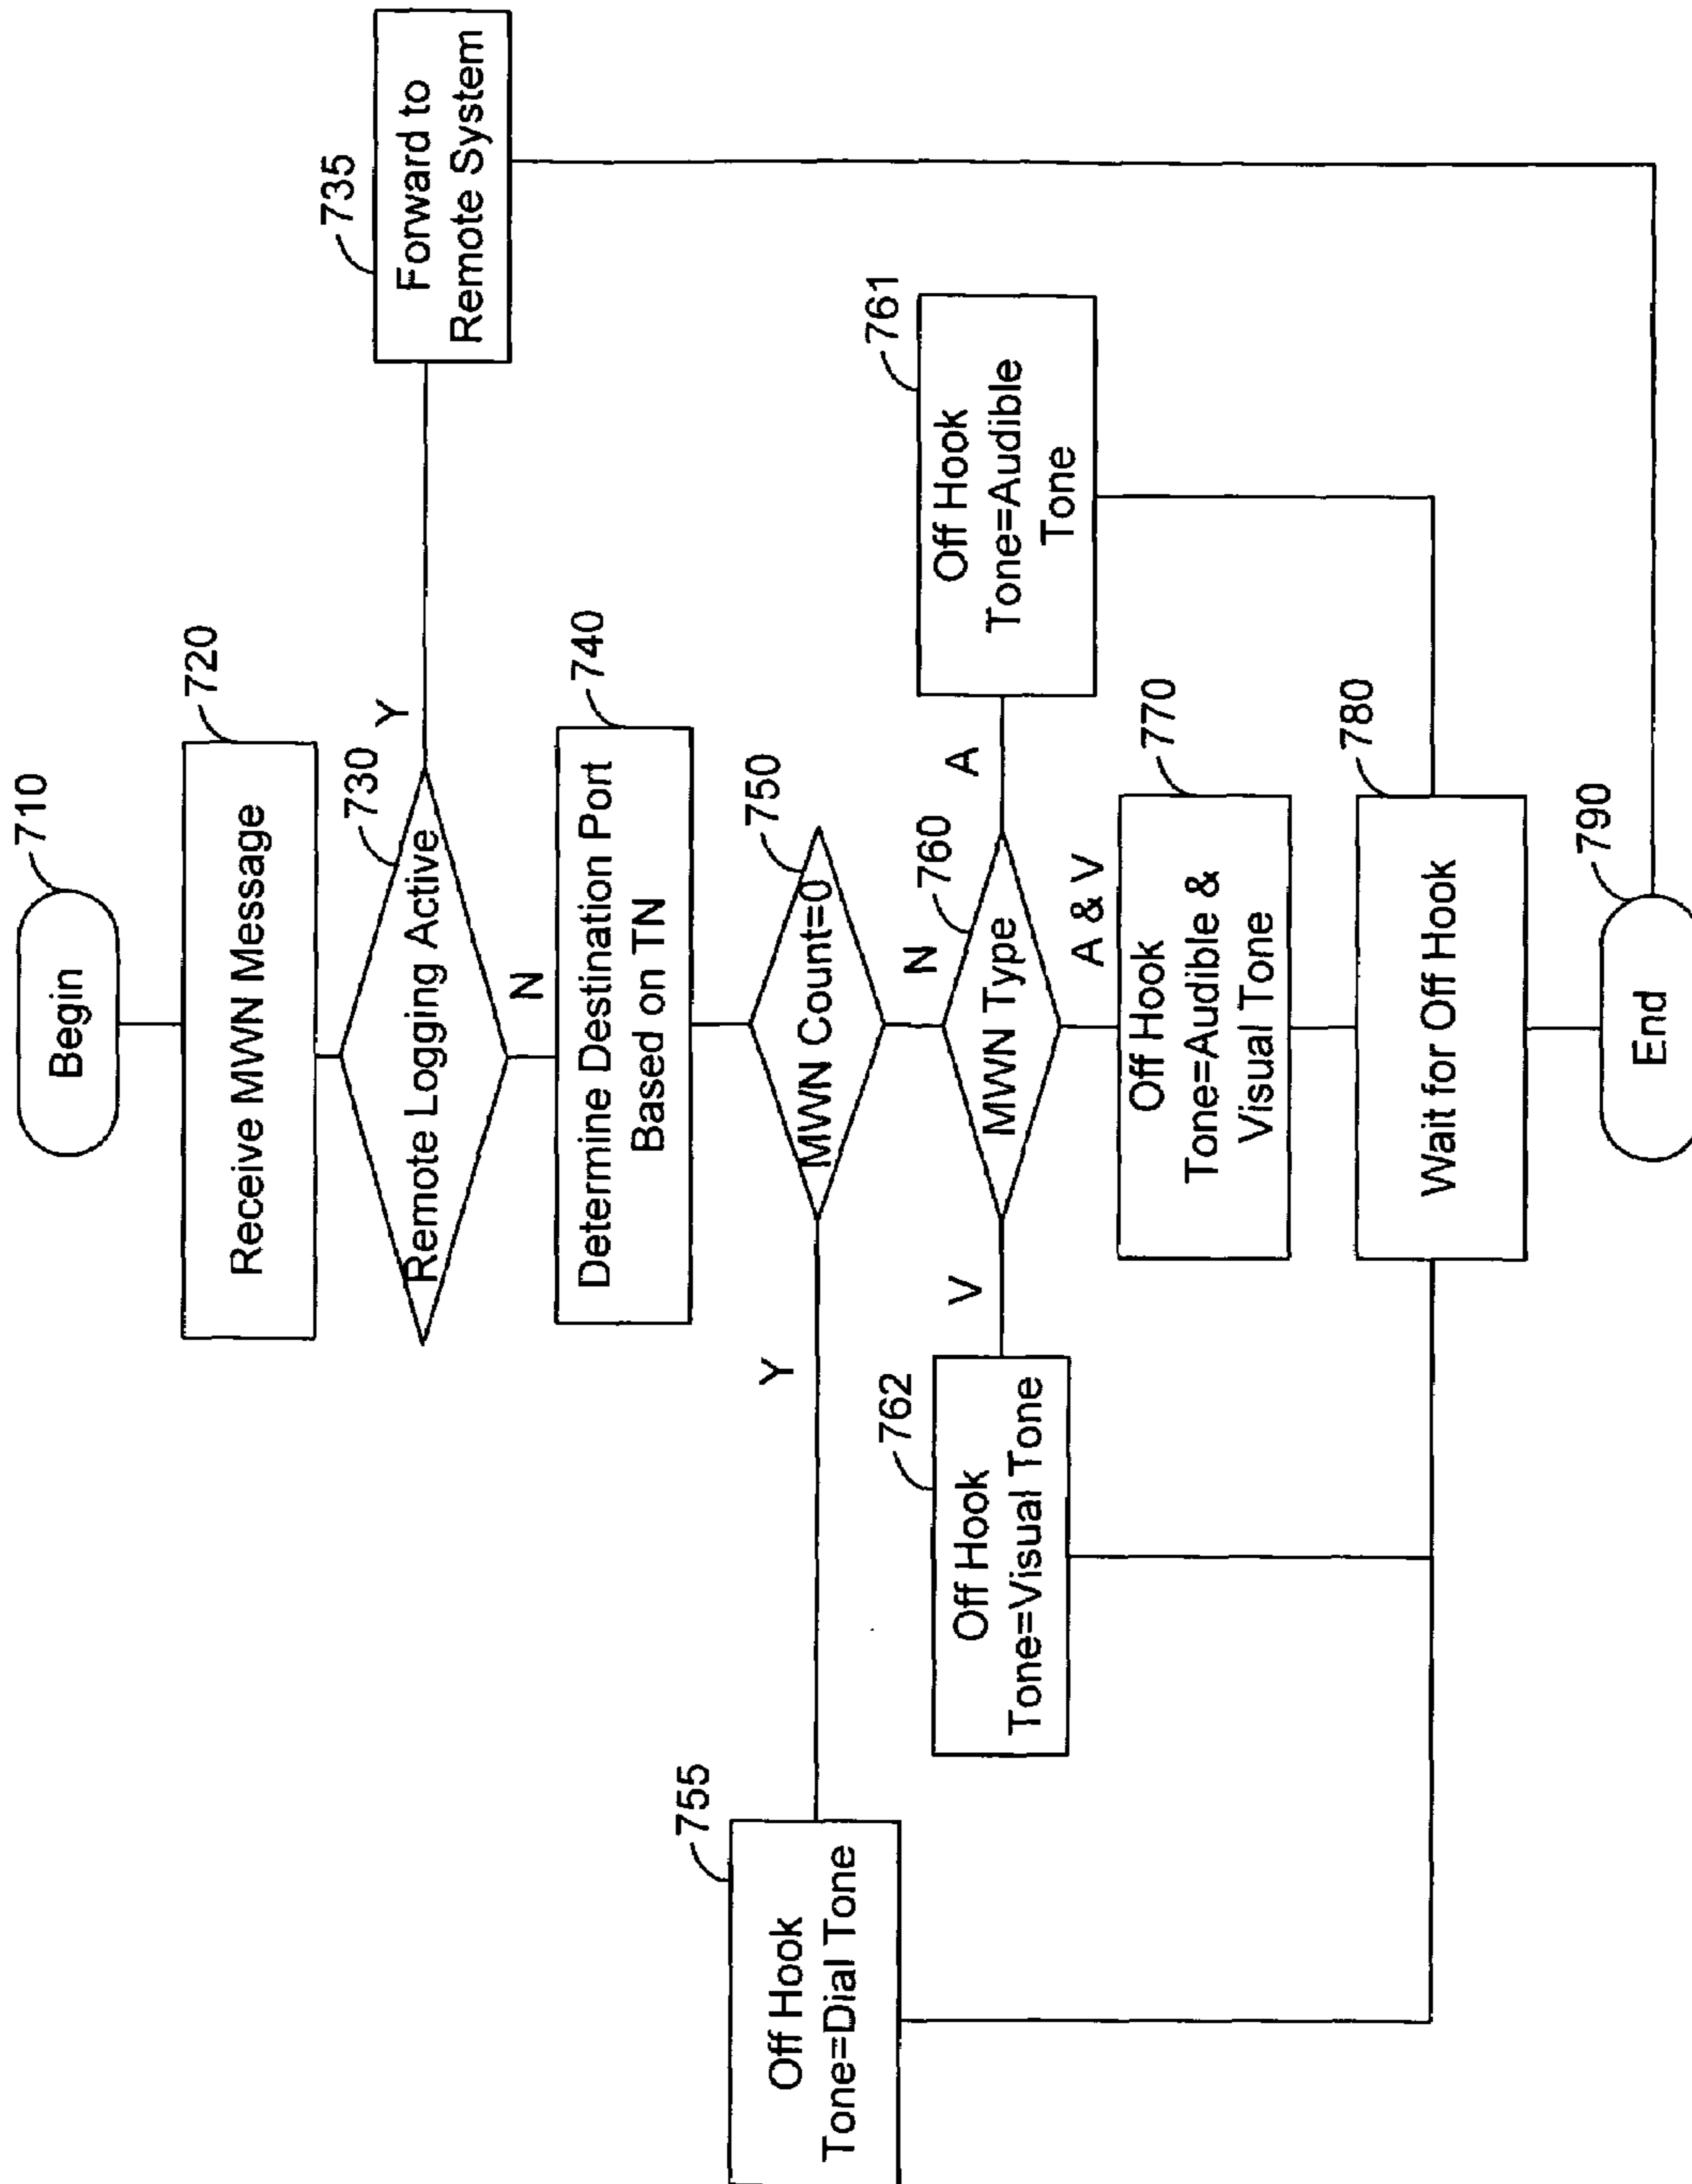 Begin
710
Receive MWN Message
720
Remote Logging Active
730
Y
Forward to
Remote System
735
N
Determine Destination Port
Based on TN
740
MWN Count=0
750
Y
Off Hook
Tone=Dial Tone
755
N
MWN Type
760
V
Off Hook
Tone=Visual Tone
762
A
Off Hook
Tone=Audible
Tone
761
A & V
Off Hook
Tone=Audible &
Visual Tone
770
Wait for Off Hook
780
End
790